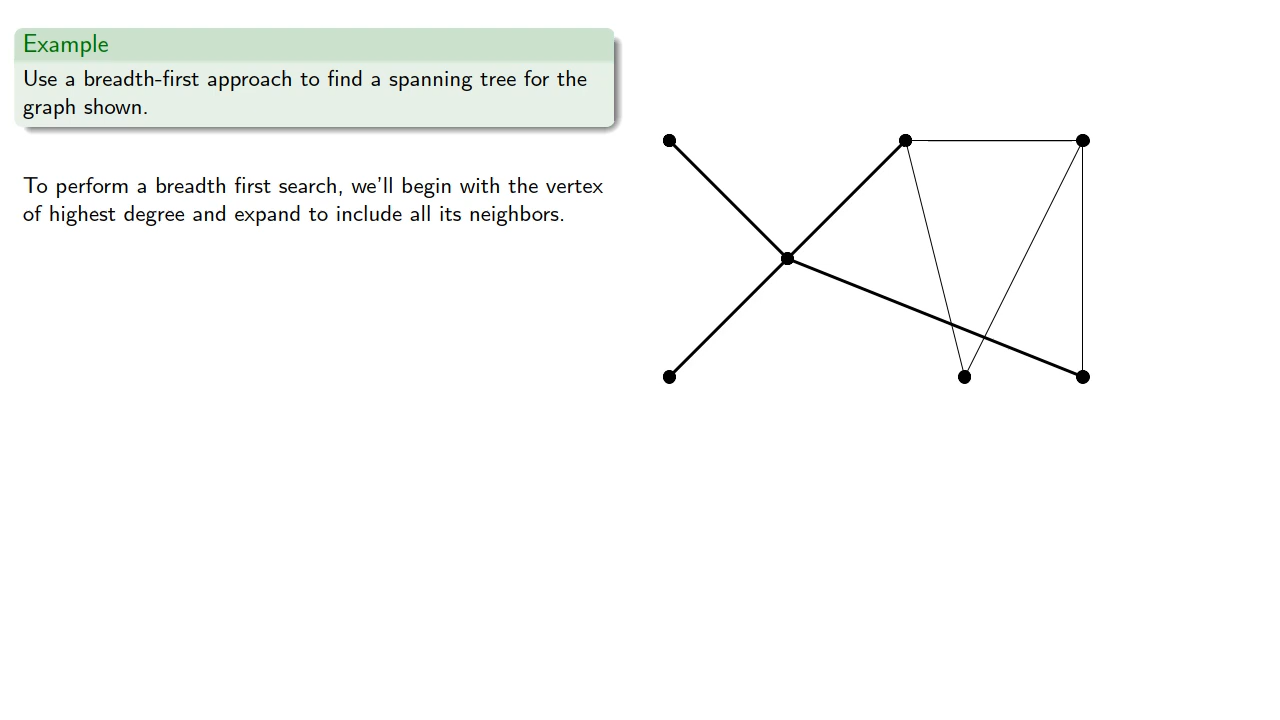 Example
Use a breadth-first approach to find a spanning tree for the
graph shown.
To perform a breadth first search, we'll begin with the vertex
of highest degree and expand to include all its neighbors.